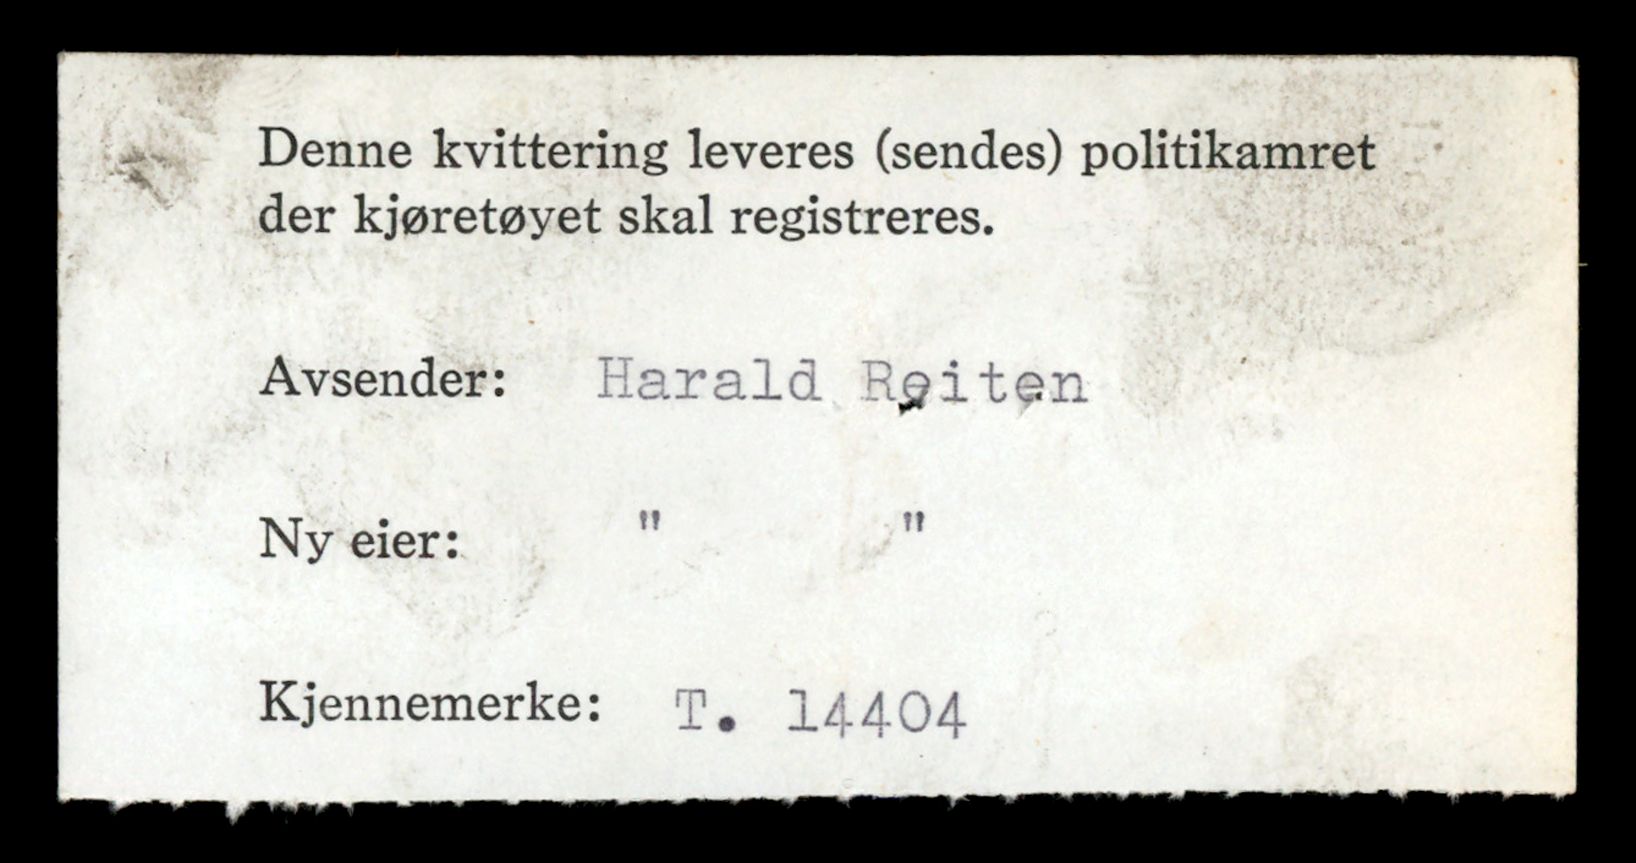 Denne kvittering leveres (sendes) politikamret
der kjøretøyet skal registreres.
Avsender: Harald Reiten
Ny eier: " "
Kjennemerke: T. 14404